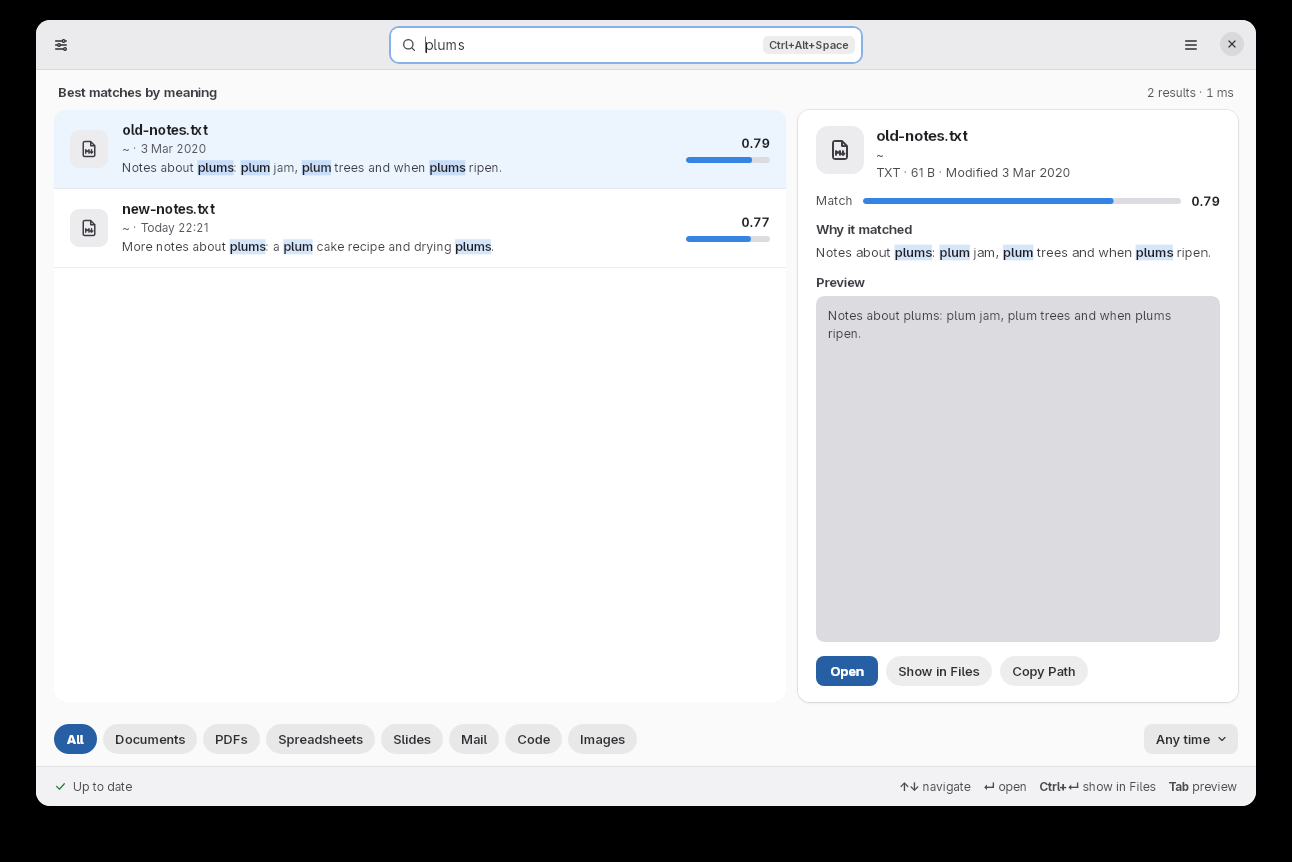 plums
Ctrl+Alt+Space
Best matches by meaning
2 results · 1 ms
old-notes.txt
~ · 3 Mar 2020
Notes about plums: plum jam, plum trees and when plums ripen.
0.79
new-notes.txt
~ · Today 22:21
More notes about plums: a plum cake recipe and drying plums.
0.77
old-notes.txt
~
TXT · 61 B · Modified 3 Mar 2020
Match 0.79
Why it matched
Notes about plums: plum jam, plum trees and when plums ripen.
Preview
Notes about plums: plum jam, plum trees and when plums
ripen.
Open Show in Files Copy Path
All Documents PDFs Spreadsheets Slides Mail Code Images Any time
Up to date
↑↓ navigate ↵ open Ctrl+↵ show in Files Tab preview